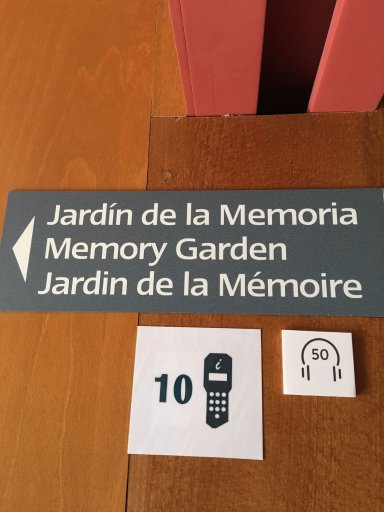 Jardín de la Memoria
Memory Garden
Jardin de la Mémoire
10
i
50